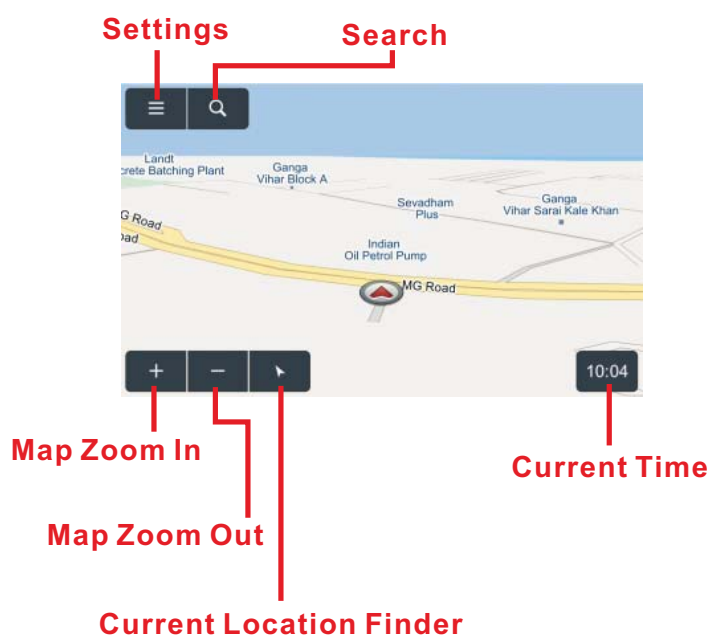 Settings
Search
Landt
crete Batching Plant
Ganga
Vihar Block A
Sevadham
Plus
Ganga
Vihar Sarai Kale Khan
G Road
oad
Indian
Oil Petrol Pump
MG Road
10:04
Map Zoom In
Current Time
Map Zoom Out
Current Location Finder